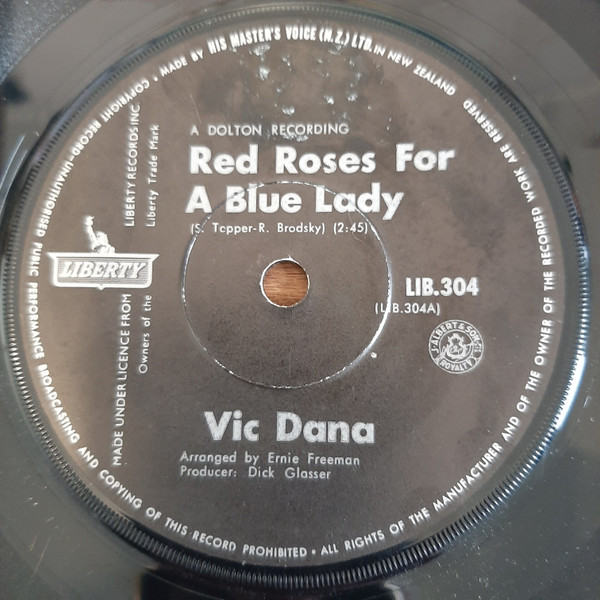 COPYRIGHT RECORD-UNAUTHORISED PUBLIC PERFORMANCE BROADCASTING AND COPYING OF THIS RECORD PROHIBITED • ALL RIGHTS OF THE MANUFACTURER AND OF THE OWNER OF THE RECORDED WORK ARE RESERVED
MADE BY HIS MASTER'S VOICE (N.Z.) LTD. IN NEW ZEALAND
LIBERTY RECORDS INC
Liberty Trade Mark
A DOLTON RECORDING
Red Roses For
A Blue Lady
(S. Tepper-R. Brodsky) (2:45)
LIBERTY
LIB.304
(LIB.304A)
J. ALBERT & SON
ROYALTY
MADE UNDER LICENCE FROM
Owners of the
Vic Dana
Arranged by Ernie Freeman
Producer: Dick Glasser